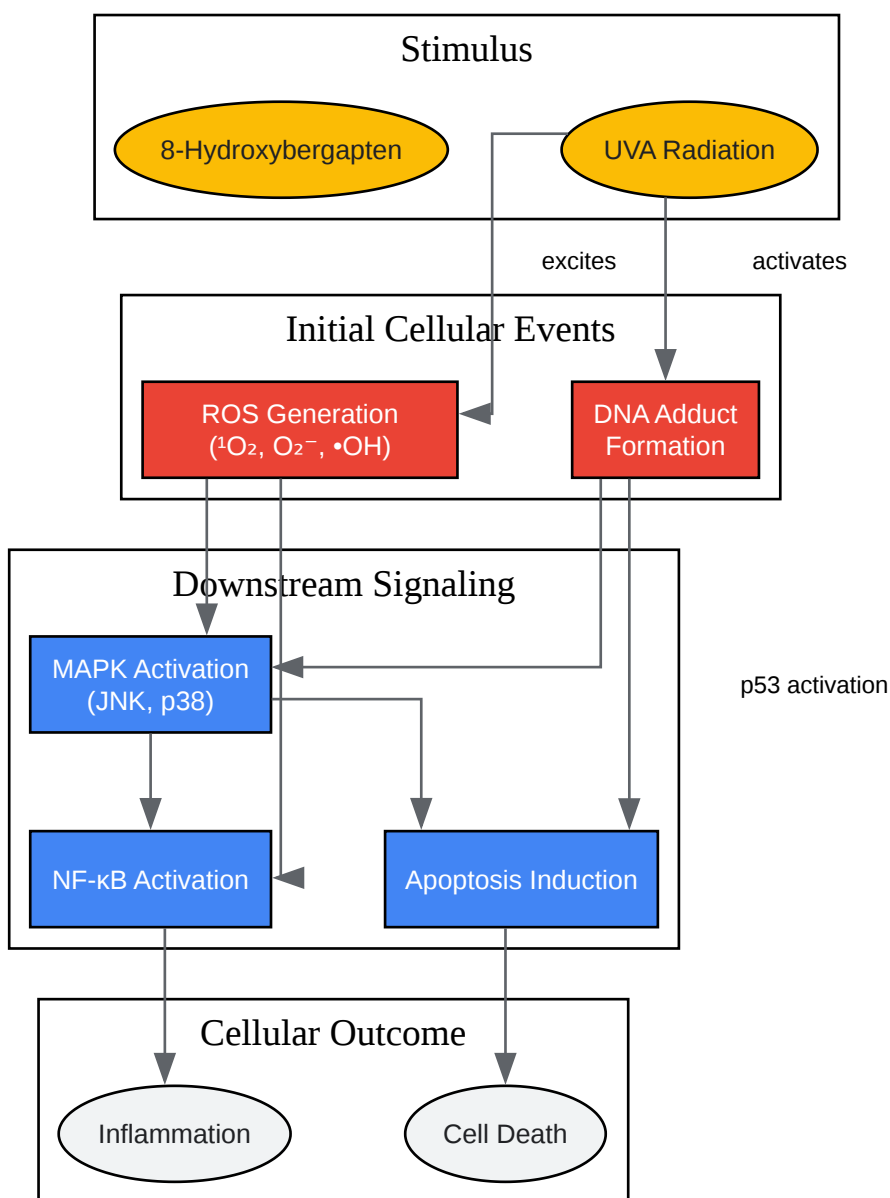 Stimulus
8-Hydroxybergapten
UVA Radiation
excites
activates
Initial Cellular Events
ROS Generation
(¹O₂, O₂⁻, •OH)
DNA Adduct
Formation
Downstream Signaling
MAPK Activation
(JNK, p38)
p53 activation
NF-κB Activation
Apoptosis Induction
Cellular Outcome
Inflammation
Cell Death